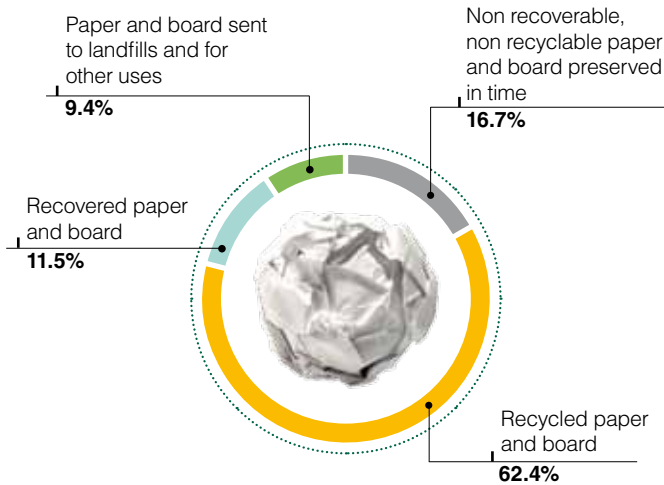 Paper and board sent
to landfills and for
other uses
9.4%
Non recoverable,
non recyclable paper
and board preserved
in time
16.7%
Recovered paper
and board
11.5%
Recycled paper
and board
62.4%